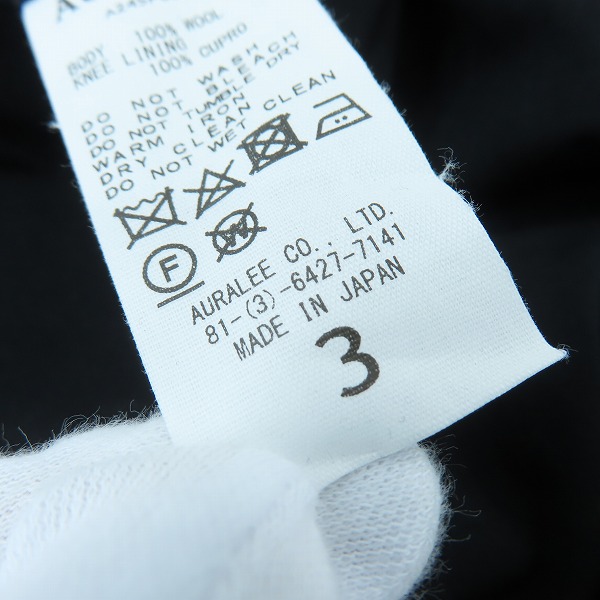 BODY 100% WOOL
KNEE LINING 100% CUPRO
DO NOT WASH
DO NOT BLEACH
DO NOT TUMBLE DRY
WARM IRON
DRY CLEAN
DO NOT WET CLEAN
F
W
AURALEE CO., LTD.
81-(3)-6427-7141
MADE IN JAPAN
3